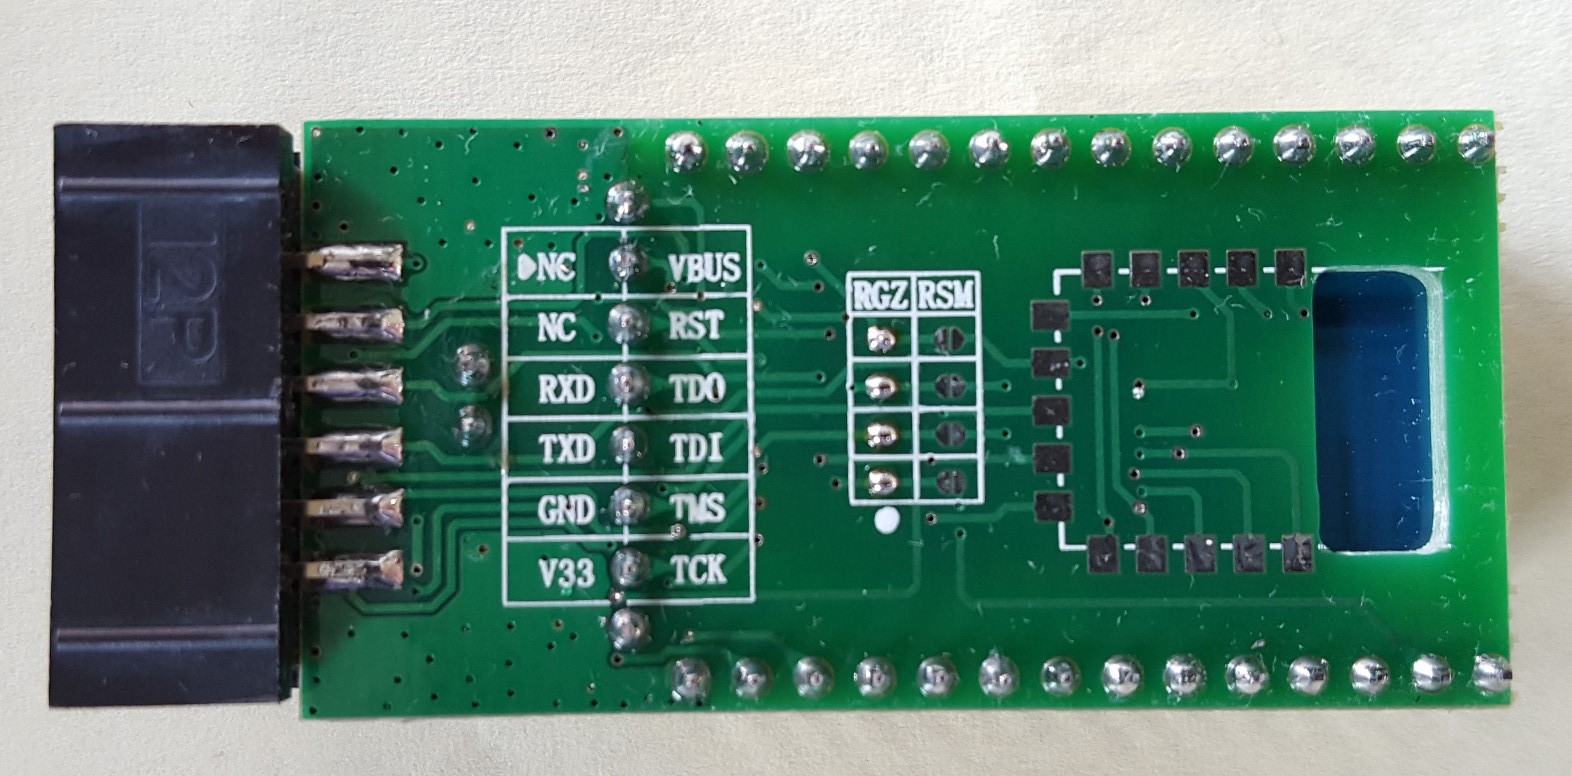 12P
NC VBUS
NC RST
RXD TDO
TXD TDI
GND TMS
V33 TCK
RGZ RSM